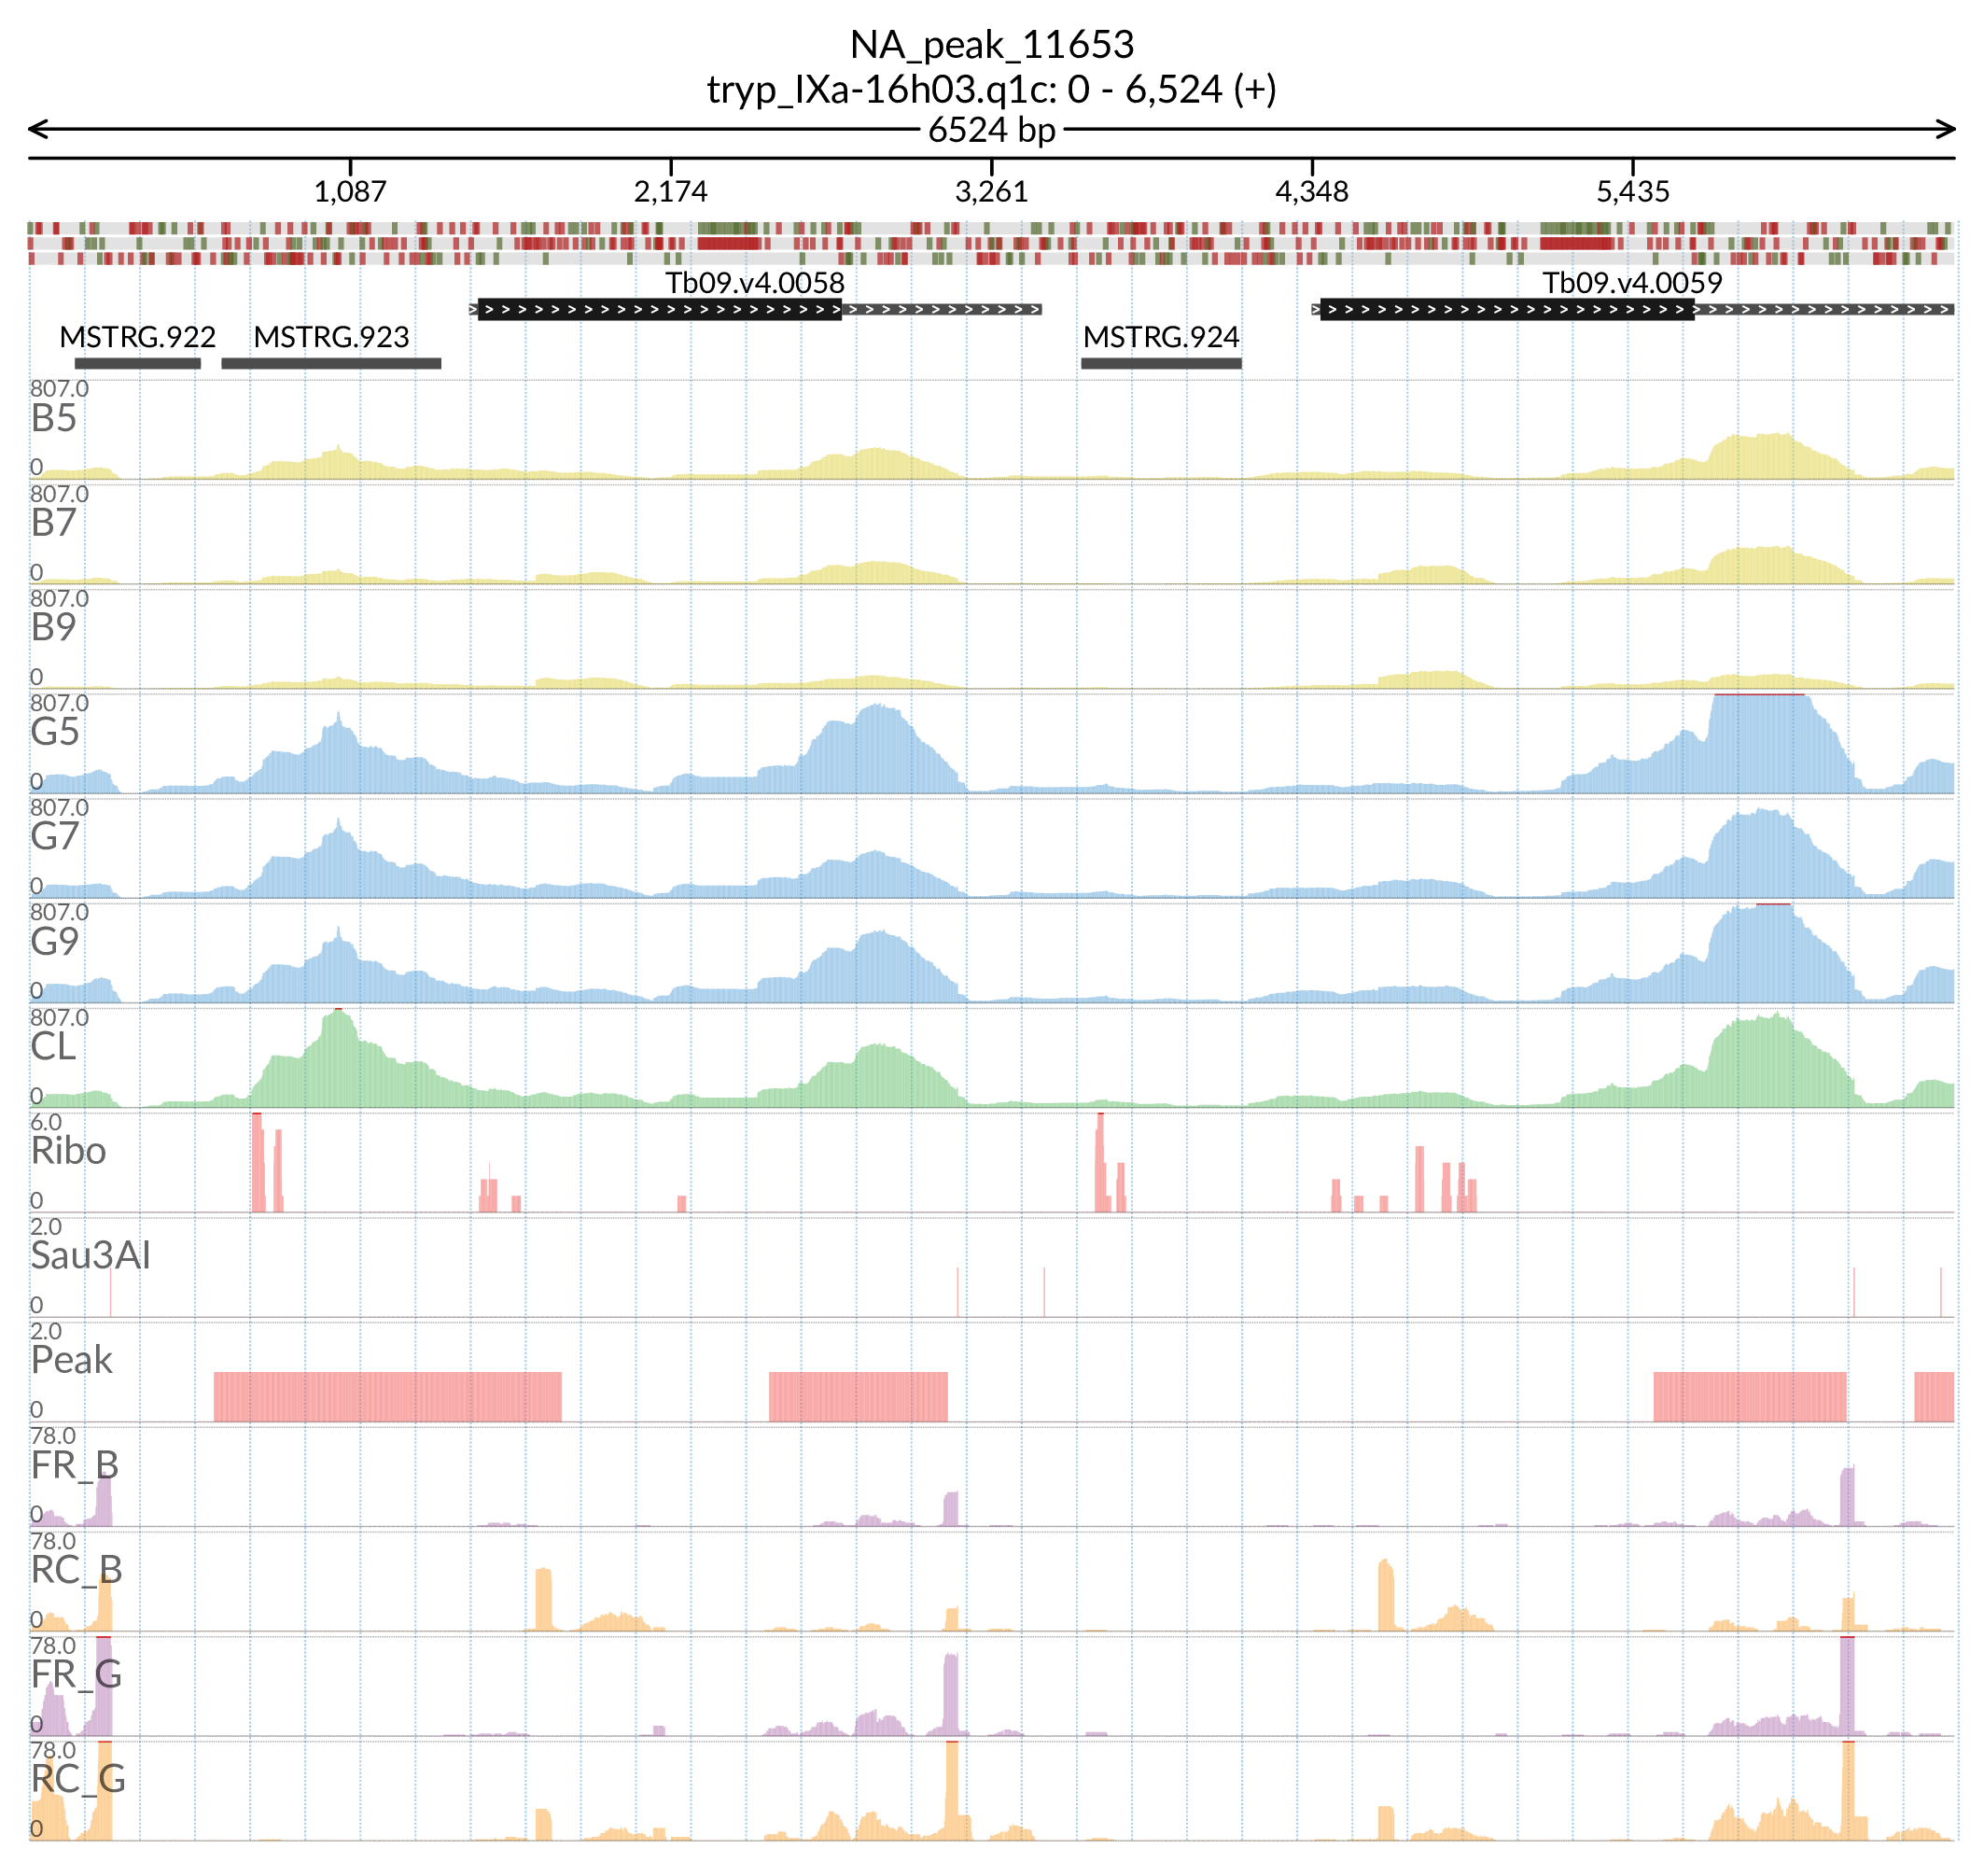 NA_peak_11653
tryp_IXa-16h03.q1c: 0 - 6,524 (+)
6524 bp
1,087 2,174 3,261 4,348 5,435
Tb09.v4.0058 Tb09.v4.0059
MSTRG.922 MSTRG.923 MSTRG.924
807.0
B5
0
807.0
B7
0
807.0
B9
0
807.0
G5
0
807.0
G7
0
807.0
G9
0
807.0
CL
0
6.0
Ribo
0
2.0
Sau3AI
0
2.0
Peak
0
78.0
FR_B
0
78.0
RC_B
0
78.0
FR_G
0
78.0
RC_G
0